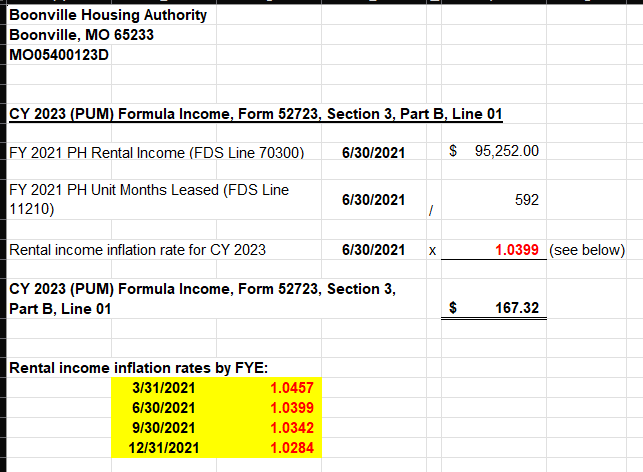 Boonville Housing Authority
Boonville, MO 65233
MO05400123D
CY 2023 (PUM) Formula Income, Form 52723, Section 3, Part B, Line 01
FY 2021 PH Rental Income (FDS Line 70300) 6/30/2021 $ 95,252.00
FY 2021 PH Unit Months Leased (FDS Line
11210) 6/30/2021 / 592
Rental income inflation rate for CY 2023 6/30/2021 x 1.0399 (see below)
CY 2023 (PUM) Formula Income, Form 52723, Section 3,
Part B, Line 01 $ 167.32
Rental income inflation rates by FYE:
3/31/2021 1.0457
6/30/2021 1.0399
9/30/2021 1.0342
12/31/2021 1.0284